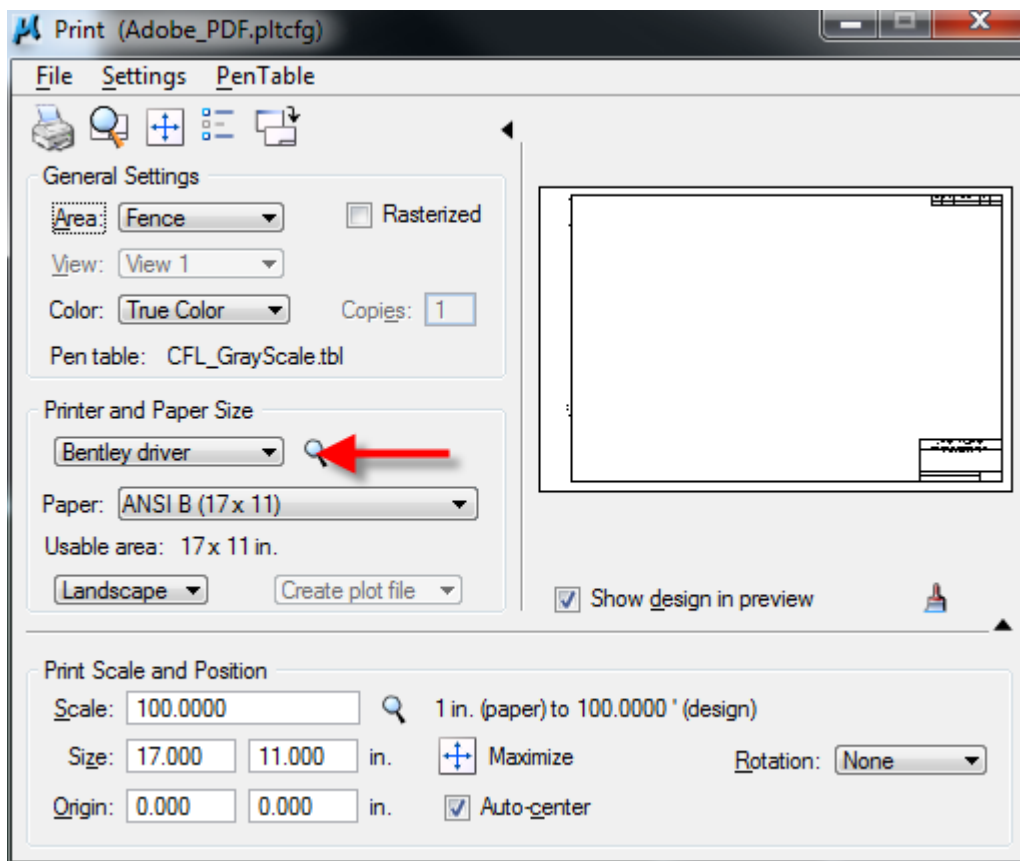 Print (Adobe_PDF.pltcfg)
File Settings PenTable
General Settings
Area: Fence Rasterized
View: View 1
Color: True Color Copies: 1
Pen table: CFL_GrayScale.tbl
Printer and Paper Size
Bentley driver
Paper: ANSI B (17 x 11)
Usable area: 17 x 11 in.
Landscape Create plot file
Show design in preview
Print Scale and Position
Scale: 100.0000 1 in. (paper) to 100.0000 ' (design)
Size: 17.000 11.000 in. Maximize Rotation: None
Origin: 0.000 0.000 in. Auto-center